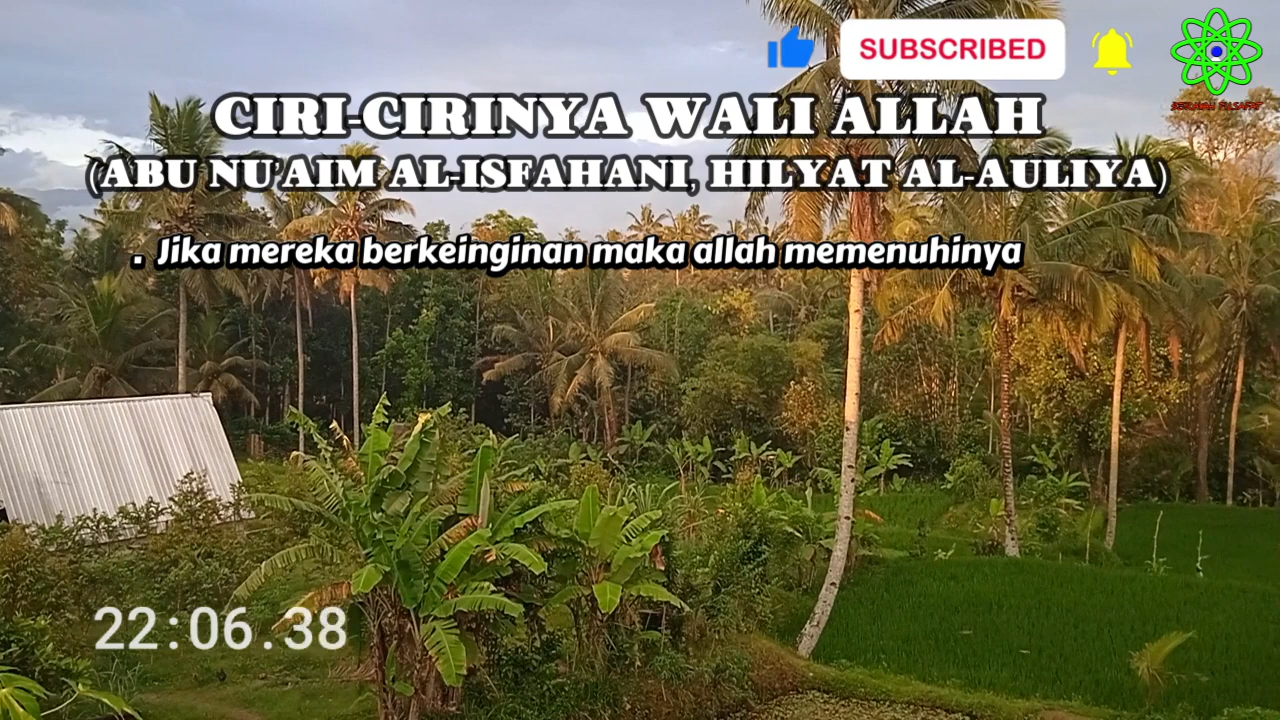 SUBSCRIBED
CIRI-CIRINYA WALI ALLAH
(ABU NU'AIM AL-ISFAHANI, HILYAT AL-AULIYA)
. Jika mereka berkeinginan maka allah memenuhinya
22:06.38